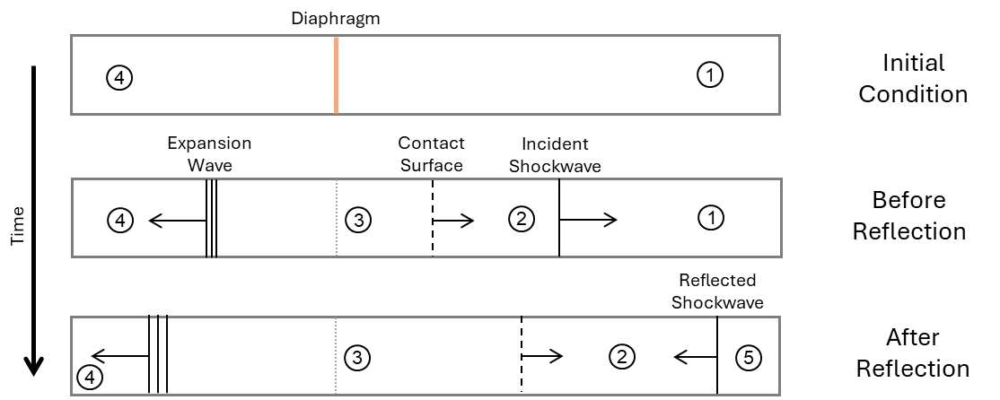 Diaphragm
④
①
Initial
Condition
Expansion
Wave
Contact
Surface
Incident
Shockwave
④
③
②
①
Before
Reflection
Time
Reflected
Shockwave
④
③
②
⑤
After
Reflection